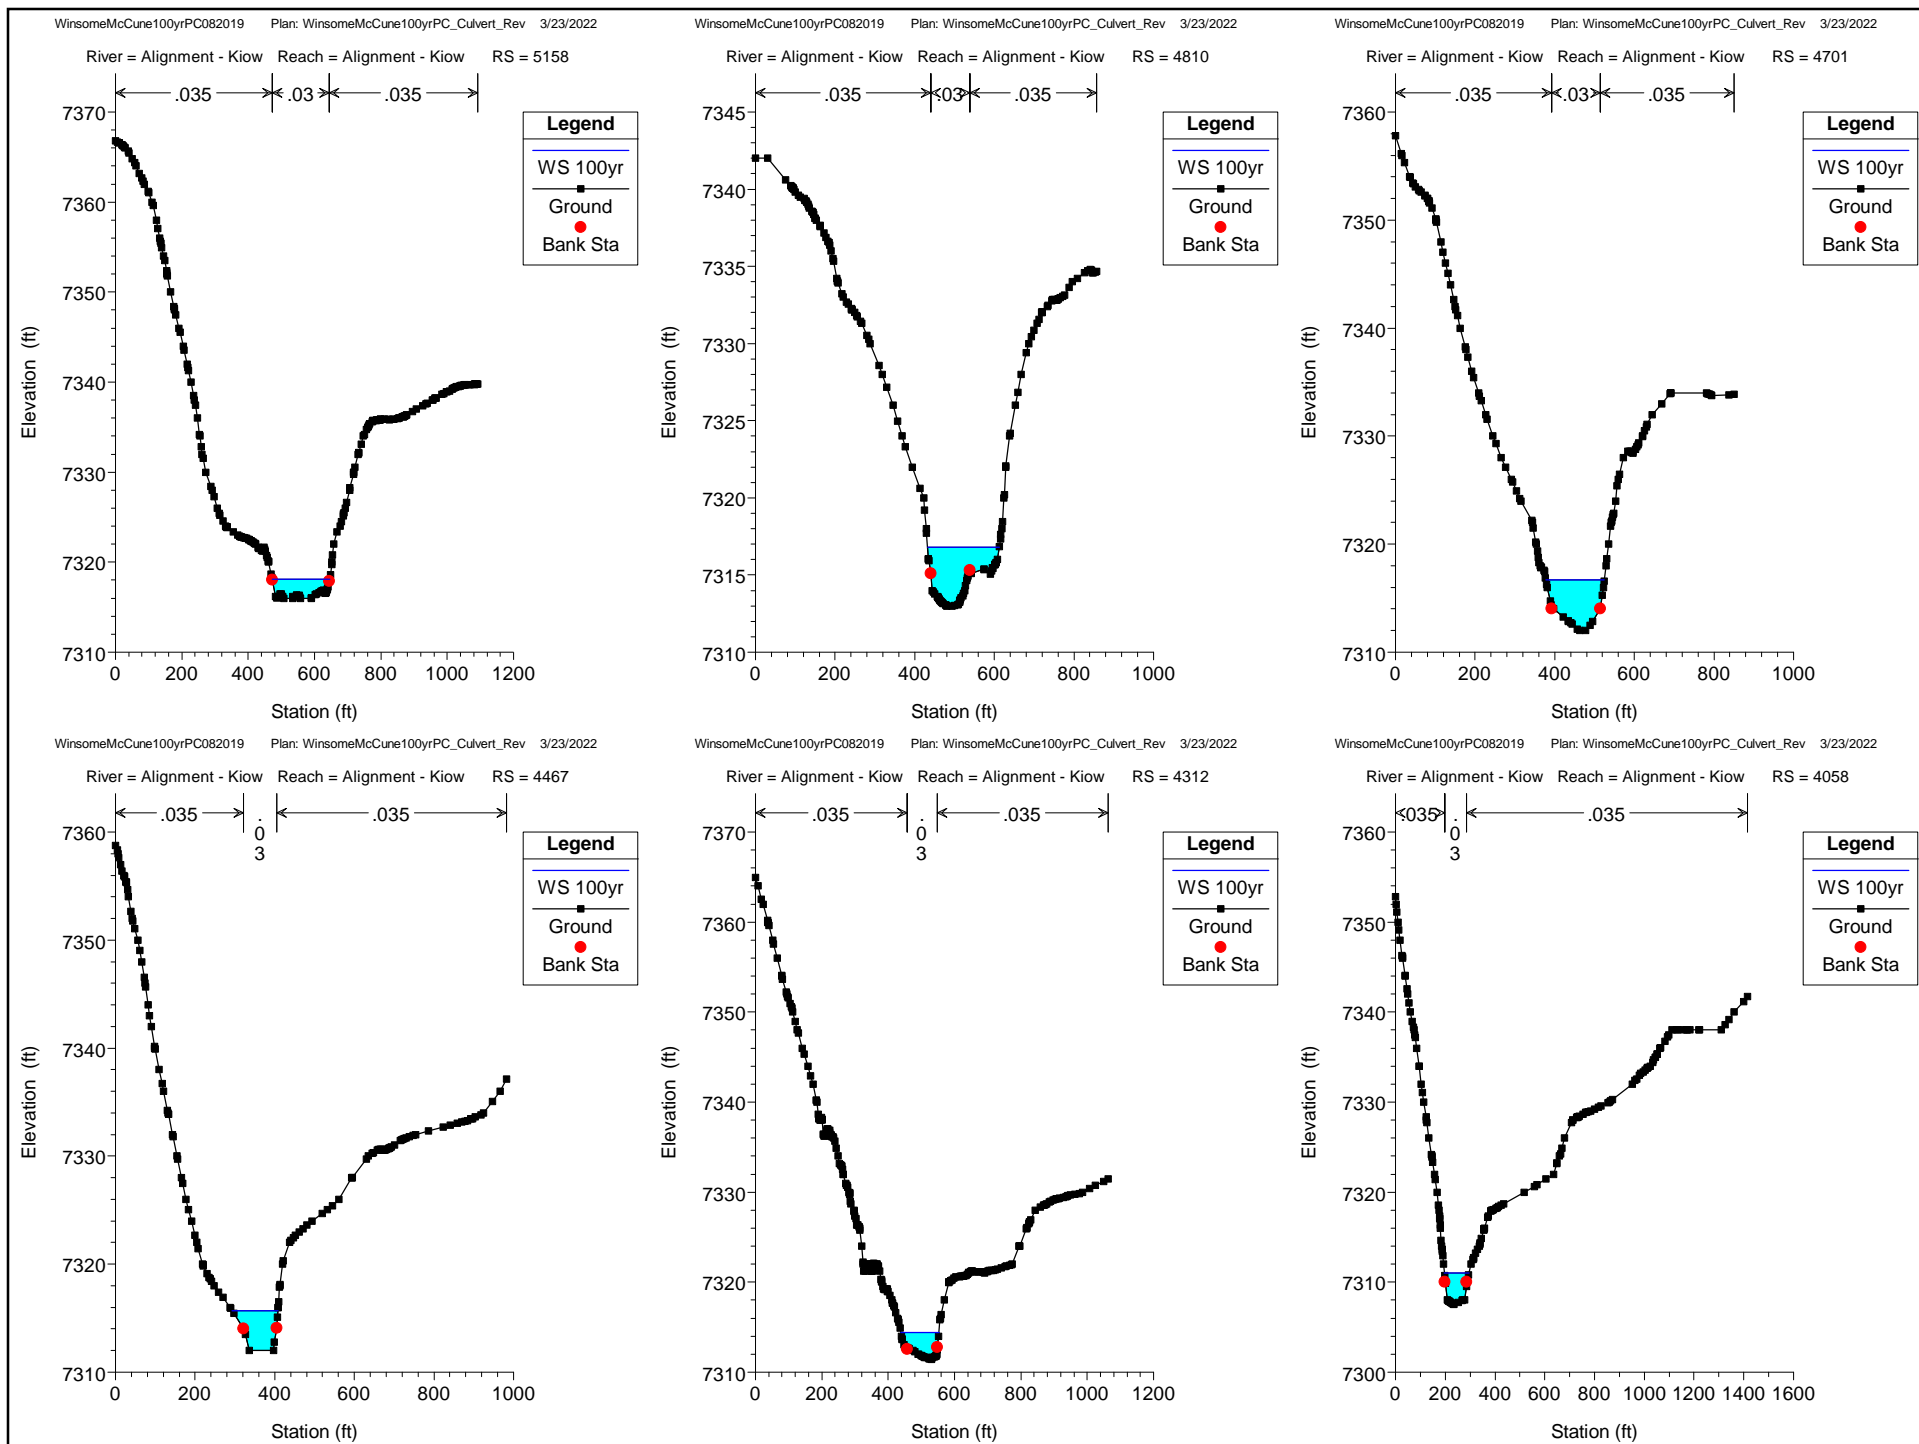 WinsomeMcCune100yrPC082019 Plan: WinsomeMcCune100yrPC_Culvert_Rev 3/23/2022
River = Alignment - Kiow Reach = Alignment - Kiow RS = 5158
.035 .03 .035
7370
7360
7350
7340
7330
7320
7310
Elevation (ft)
0 200 400 600 800 1000 1200
Station (ft)
Legend
WS 100yr
Ground
Bank Sta
WinsomeMcCune100yrPC082019 Plan: WinsomeMcCune100yrPC_Culvert_Rev 3/23/2022
River = Alignment - Kiow Reach = Alignment - Kiow RS = 4810
.035 .03 .035
7345
7340
7335
7330
7325
7320
7315
7310
Elevation (ft)
0 200 400 600 800 1000
Station (ft)
Legend
WS 100yr
Ground
Bank Sta
WinsomeMcCune100yrPC082019 Plan: WinsomeMcCune100yrPC_Culvert_Rev 3/23/2022
River = Alignment - Kiow Reach = Alignment - Kiow RS = 4701
.035 .03 .035
7360
7350
7340
7330
7320
7310
Elevation (ft)
0 200 400 600 800 1000
Station (ft)
Legend
WS 100yr
Ground
Bank Sta
WinsomeMcCune100yrPC082019 Plan: WinsomeMcCune100yrPC_Culvert_Rev 3/23/2022
River = Alignment - Kiow Reach = Alignment - Kiow RS = 4467
.035 .03 .035
7360
7350
7340
7330
7320
7310
Elevation (ft)
0 200 400 600 800 1000
Station (ft)
Legend
WS 100yr
Ground
Bank Sta
WinsomeMcCune100yrPC082019 Plan: WinsomeMcCune100yrPC_Culvert_Rev 3/23/2022
River = Alignment - Kiow Reach = Alignment - Kiow RS = 4312
.035 .03 .035
7370
7360
7350
7340
7330
7320
7310
Elevation (ft)
0 200 400 600 800 1000 1200
Station (ft)
Legend
WS 100yr
Ground
Bank Sta
WinsomeMcCune100yrPC082019 Plan: WinsomeMcCune100yrPC_Culvert_Rev 3/23/2022
River = Alignment - Kiow Reach = Alignment - Kiow RS = 4058
.035 .03 .035
7360
7350
7340
7330
7320
7310
7300
Elevation (ft)
0 200 400 600 800 1000 1200 1400 1600
Station (ft)
Legend
WS 100yr
Ground
Bank Sta